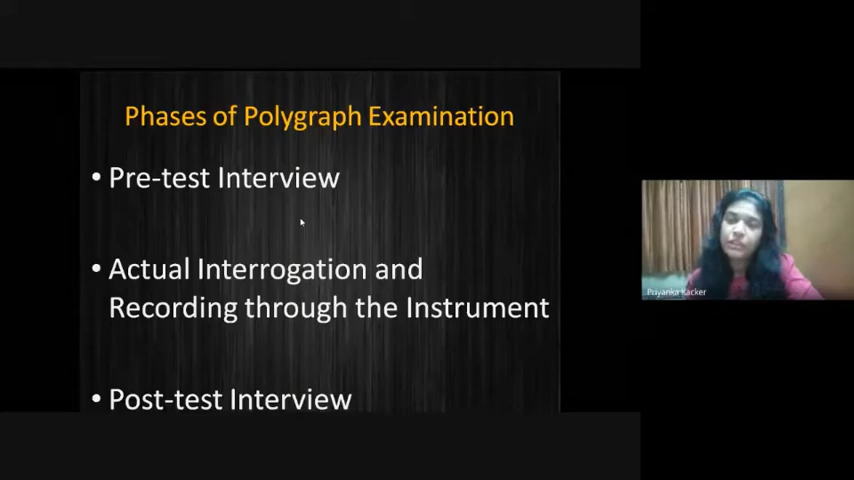 Phases of Polygraph Examination
• Pre-test Interview
• Actual Interrogation and
Recording through the Instrument
• Post-test Interview
Priyanka Kacker